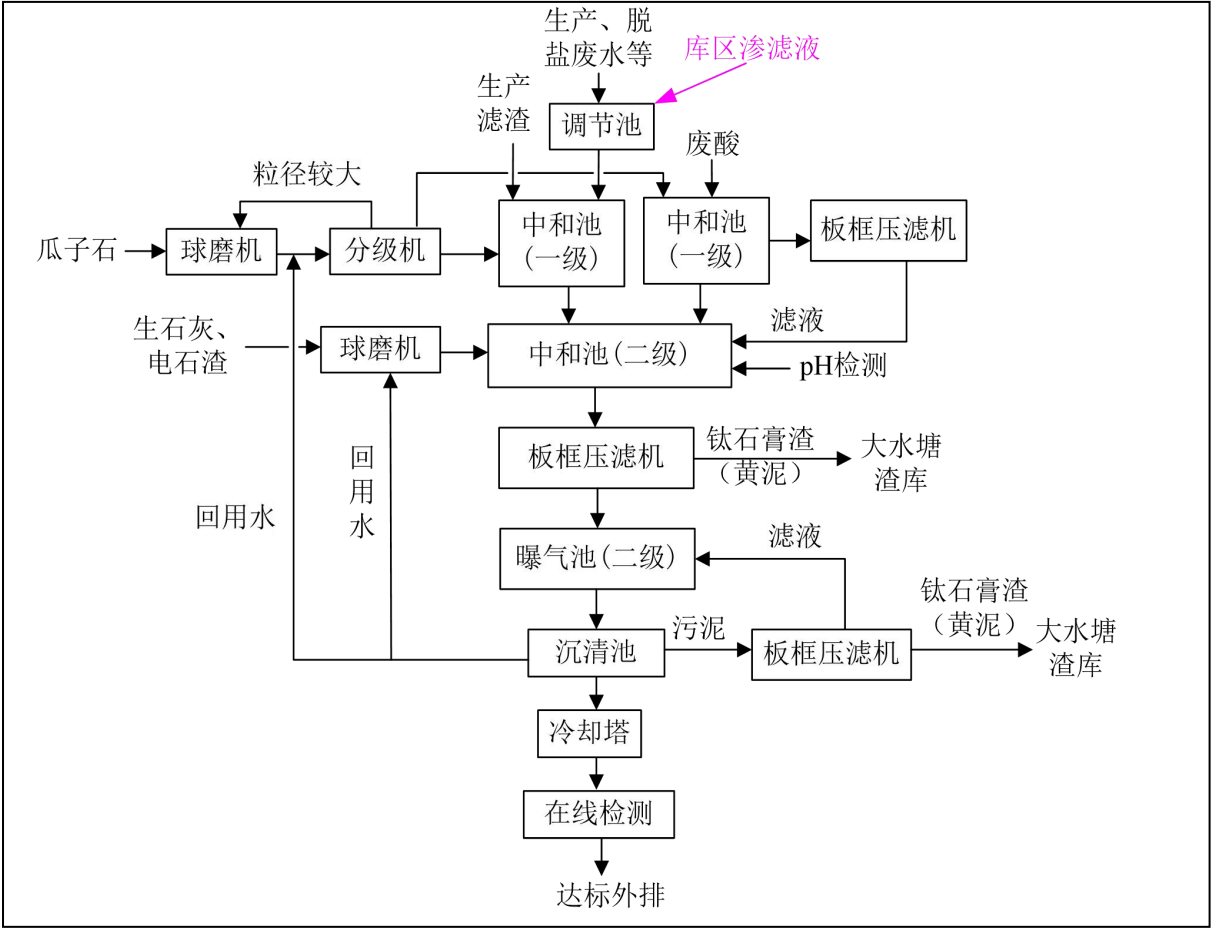 生产、脱
盐废水等
库区渗滤液
生产
滤渣
调节池
废酸
粒径较大
瓜子石
球磨机
分级机
中和池
(一级)
中和池
(一级)
板框压滤机
生石灰、
电石渣
球磨机
中和池(二级)
滤液
pH检测
板框压滤机
钛石膏渣
（黄泥）
大水塘
渣库
回用水
回
用
水
曝气池(二级)
滤液
沉清池
污泥
板框压滤机
钛石膏渣
（黄泥）
大水塘
渣库
冷却塔
在线检测
达标外排